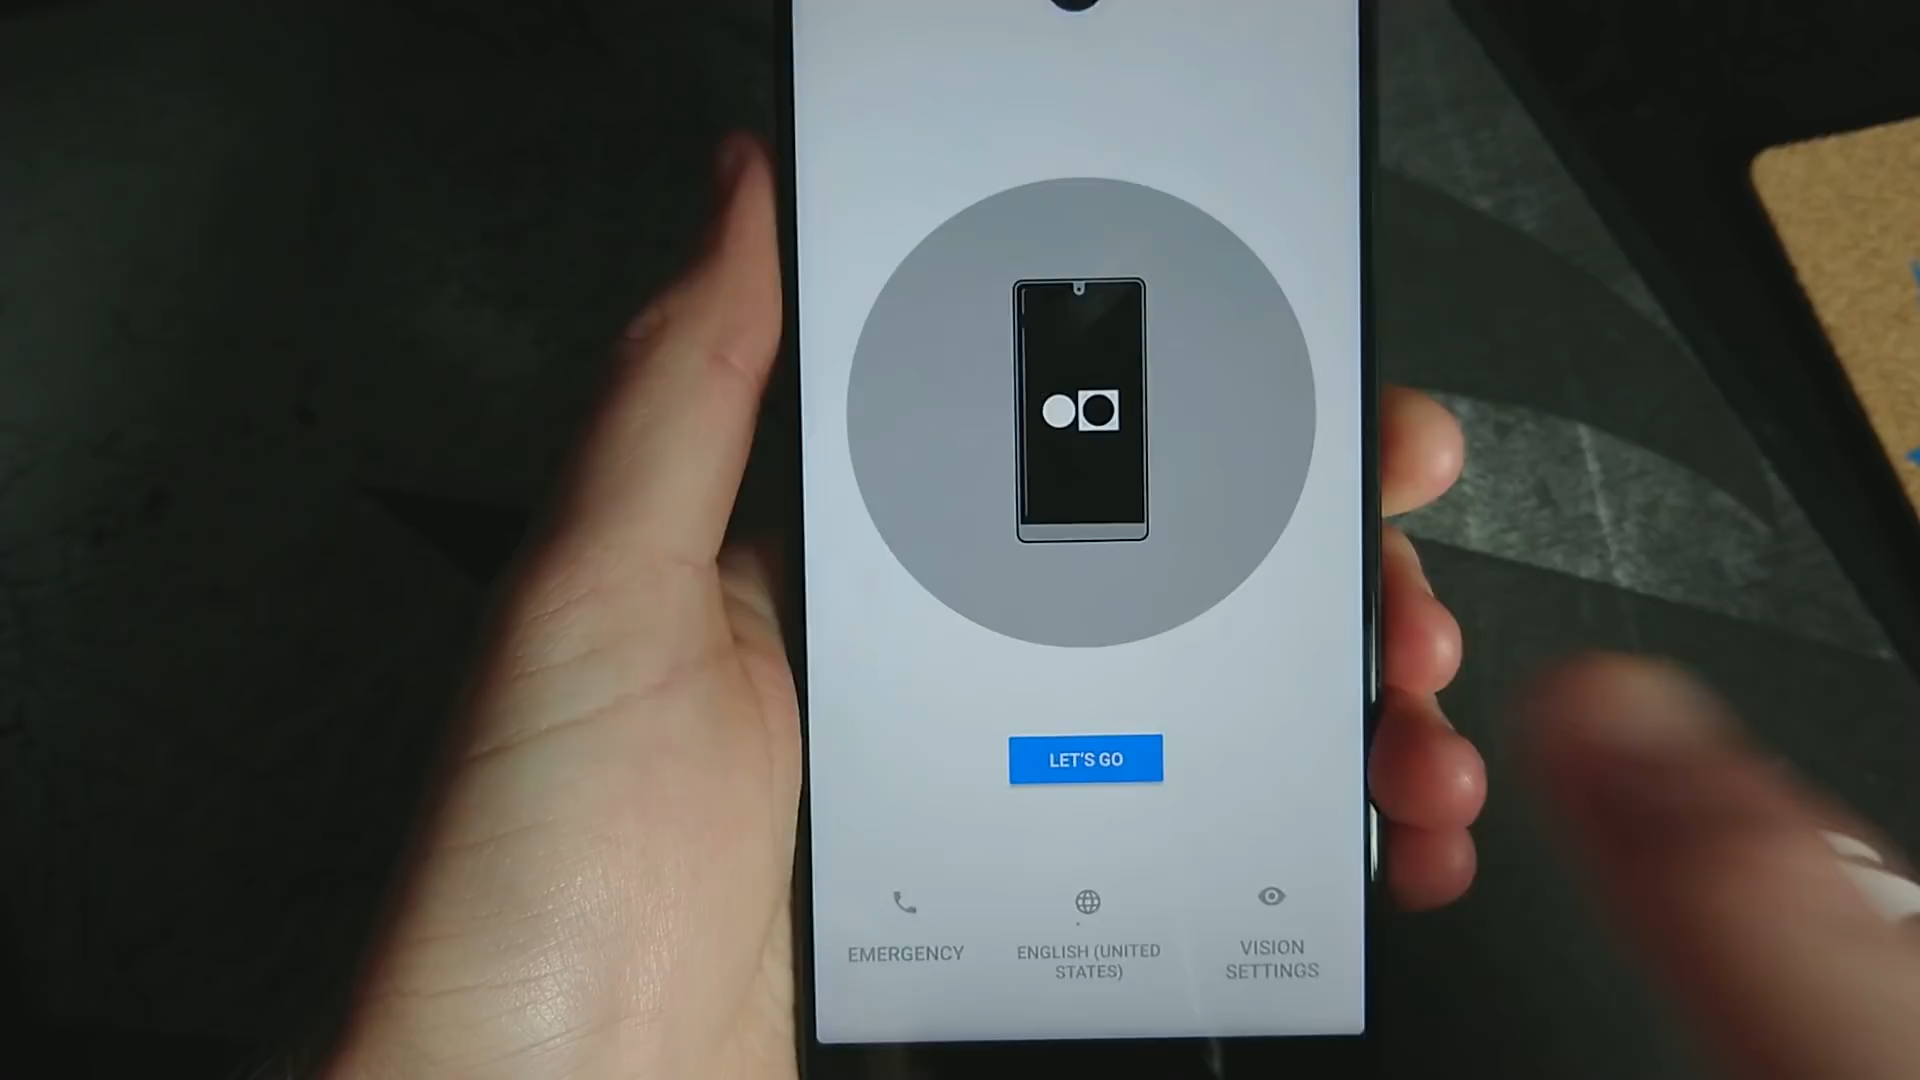 LET'S GO
EMERGENCY
ENGLISH (UNITED
STATES)
VISION
SETTINGS